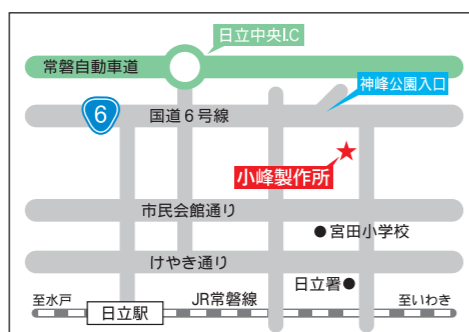 日立中央I.C
常磐自動車道
神峰公園入口
6
国道6号線
小峰製作所
市民会館通り
宮田小学校
けやき通り
日立署
至水戸
JR常磐線
至いわき
日立駅